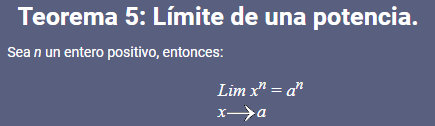 Teorema 5: Límite de una potencia.
Sea n un entero positivo, entonces:
Lim xⁿ = aⁿ
x⟶a